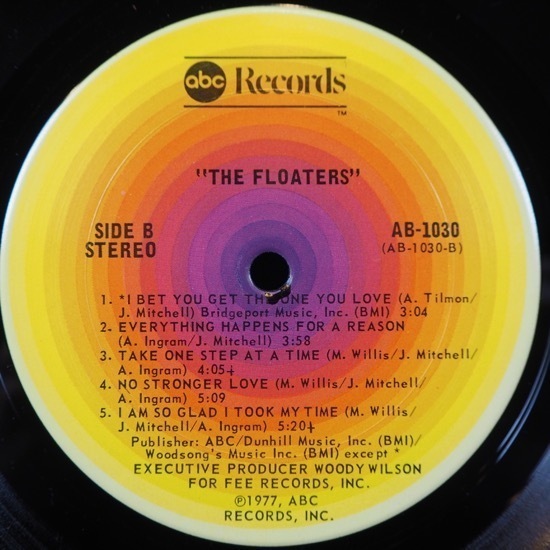 abc Records
TM
"THE FLOATERS"
SIDE B
STEREO
AB-1030
(AB-1030-B)
1. *I BET YOU GET THE ONE YOU LOVE (A. Tilmon/
J. Mitchell) Bridgeport Music, Inc. (BMI) 3:04
2. EVERYTHING HAPPENS FOR A REASON
(A. Ingram/J. Mitchell) 3:58
3. TAKE ONE STEP AT A TIME (M. Willis/J. Mitchell/
A. Ingram) 4:05‡
4. NO STRONGER LOVE (M. Willis/J. Mitchell/
A. Ingram) 5:09
5. I AM SO GLAD I TOOK MY TIME (M. Willis/
J. Mitchell/A. Ingram) 5:20‡
Publisher: ABC/Dunhill Music, Inc. (BMI)/
Woodsong's Music Inc. (BMI) except *
EXECUTIVE PRODUCER WOODY WILSON
FOR FEE RECORDS, INC.
℗1977, ABC
RECORDS, INC.